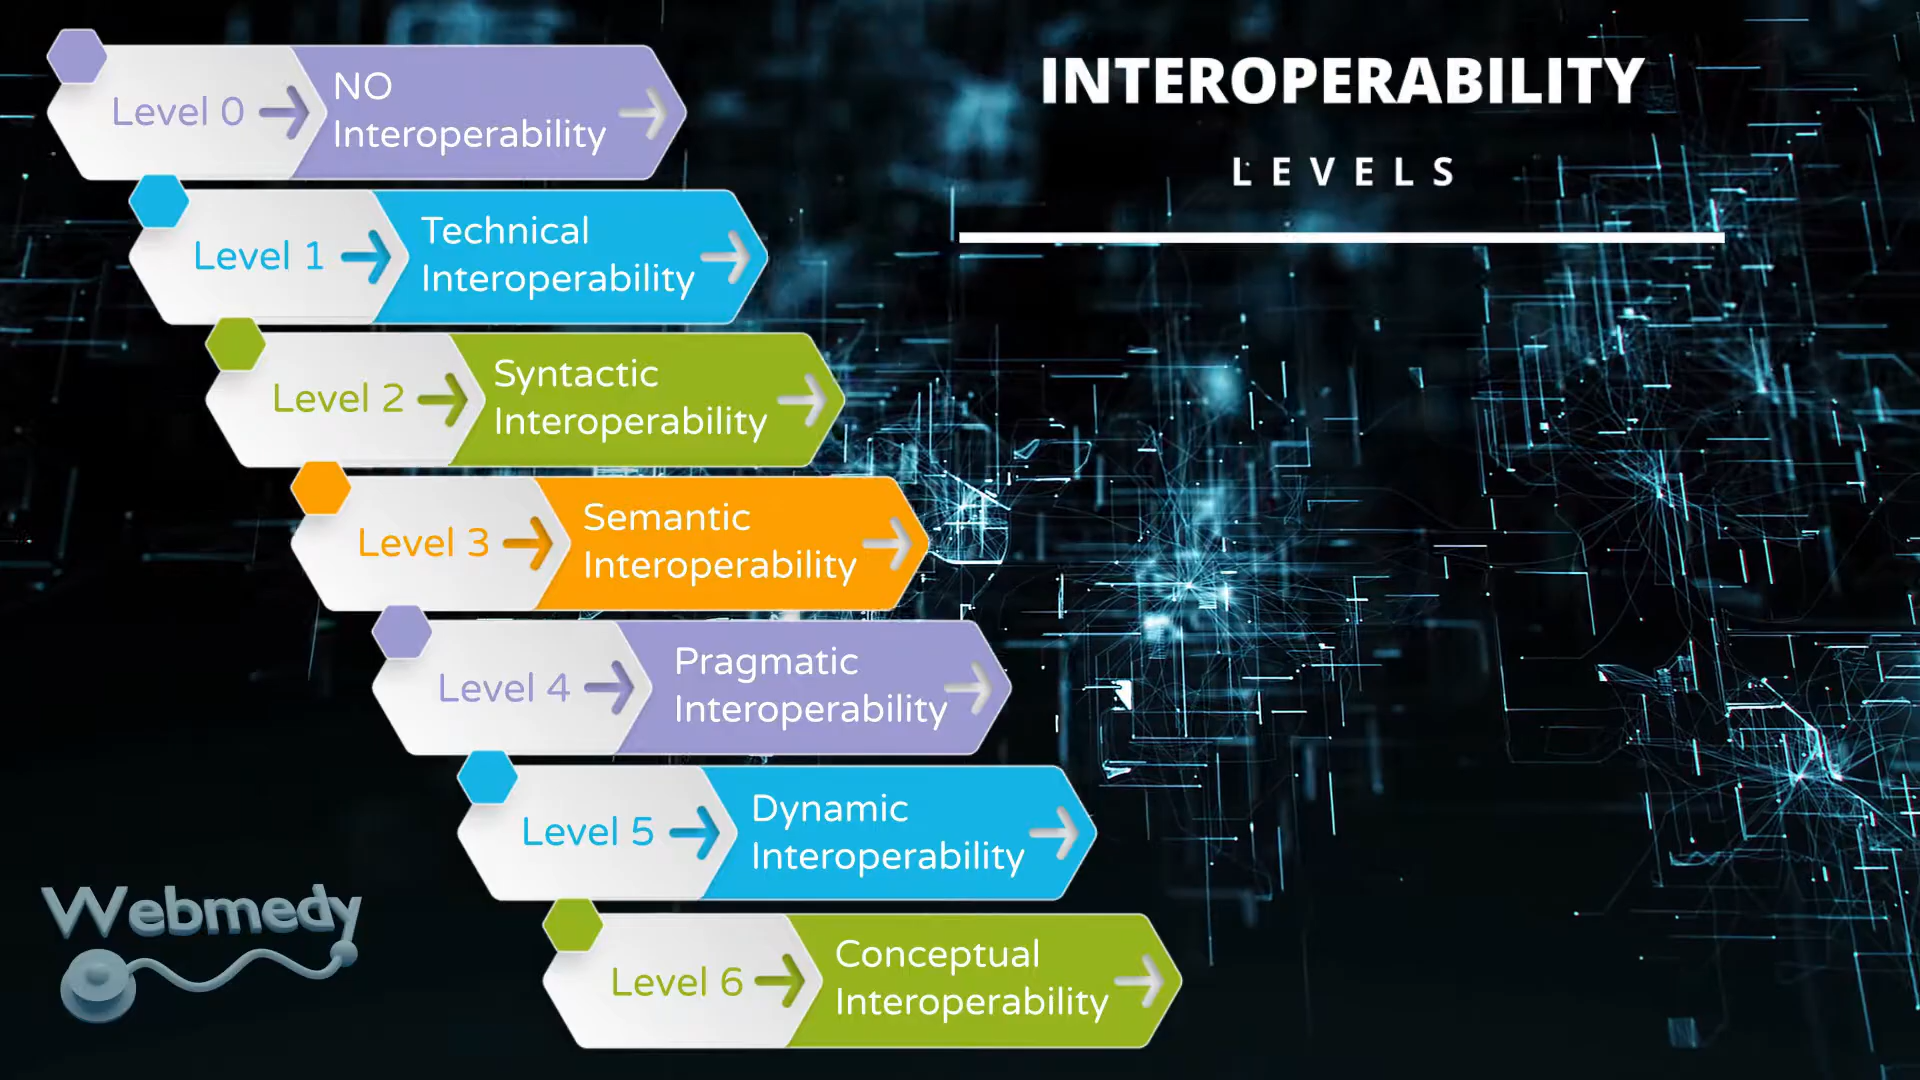 INTEROPERABILITY
LEVELS
Level 0
NO
Interoperability
Level 1
Technical
Interoperability
Level 2
Syntactic
Interoperability
Level 3
Semantic
Interoperability
Level 4
Pragmatic
Interoperability
Level 5
Dynamic
Interoperability
Level 6
Conceptual
Interoperability
Webmedy